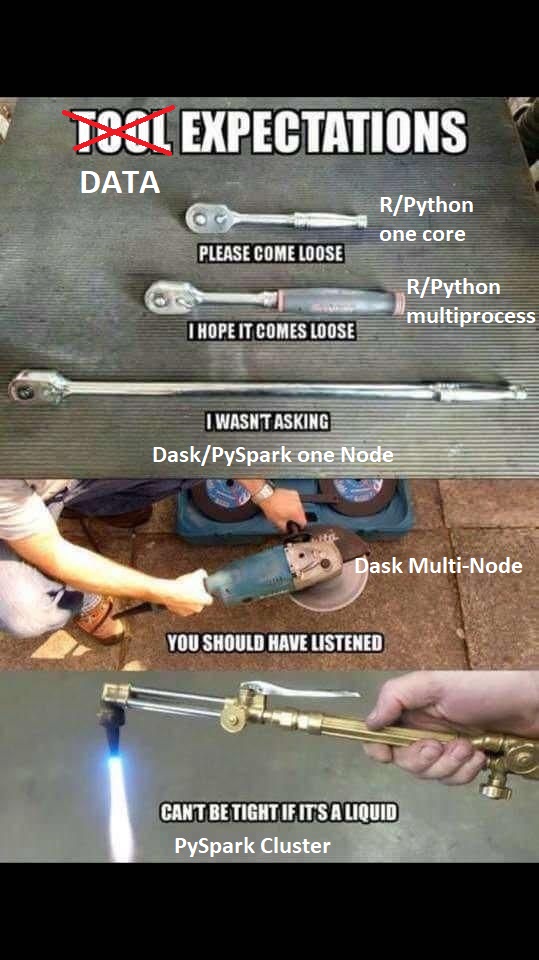 TOOL EXPECTATIONS
DATA
R/Python
one core
PLEASE COME LOOSE
R/Python
multiprocess
I HOPE IT COMES LOOSE
I WASN'T ASKING
Dask/PySpark one Node
Dask Multi-Node
YOU SHOULD HAVE LISTENED
CAN'T BE TIGHT IF IT'S A LIQUID
PySpark Cluster